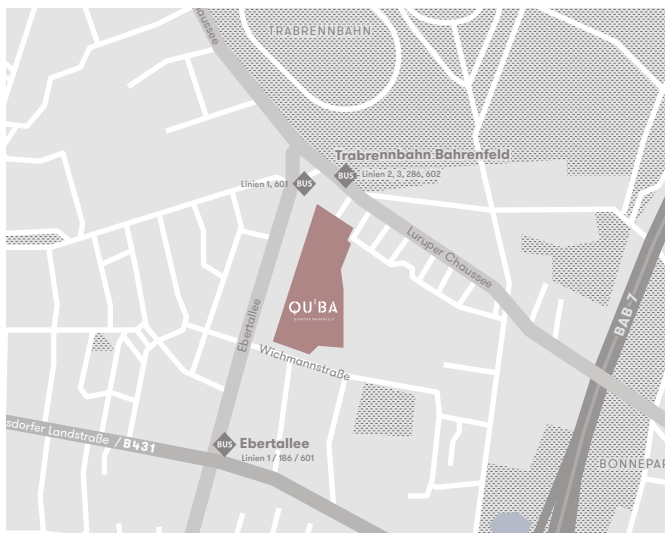 TRABRENNBAHN
Trabrennbahn Bahrenfeld
BUS
Linien 2, 3, 286, 602
Linien 1, 601
BUS
Luruper Chaussee
QU'BA
Ebertallee
Wichmannstraße
BAB 7
sdorfer Landstraße / B431
BUS
Ebertallee
Linien 1 / 186 / 601
BONNEPAR